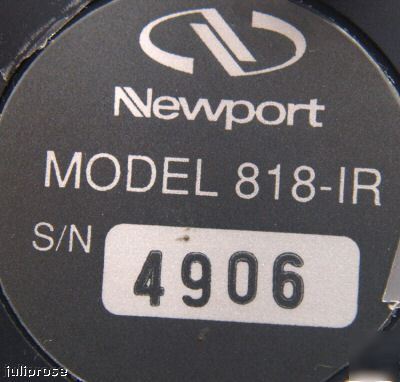 Newport
MODEL 818-IR
S/N 4906
juliprose